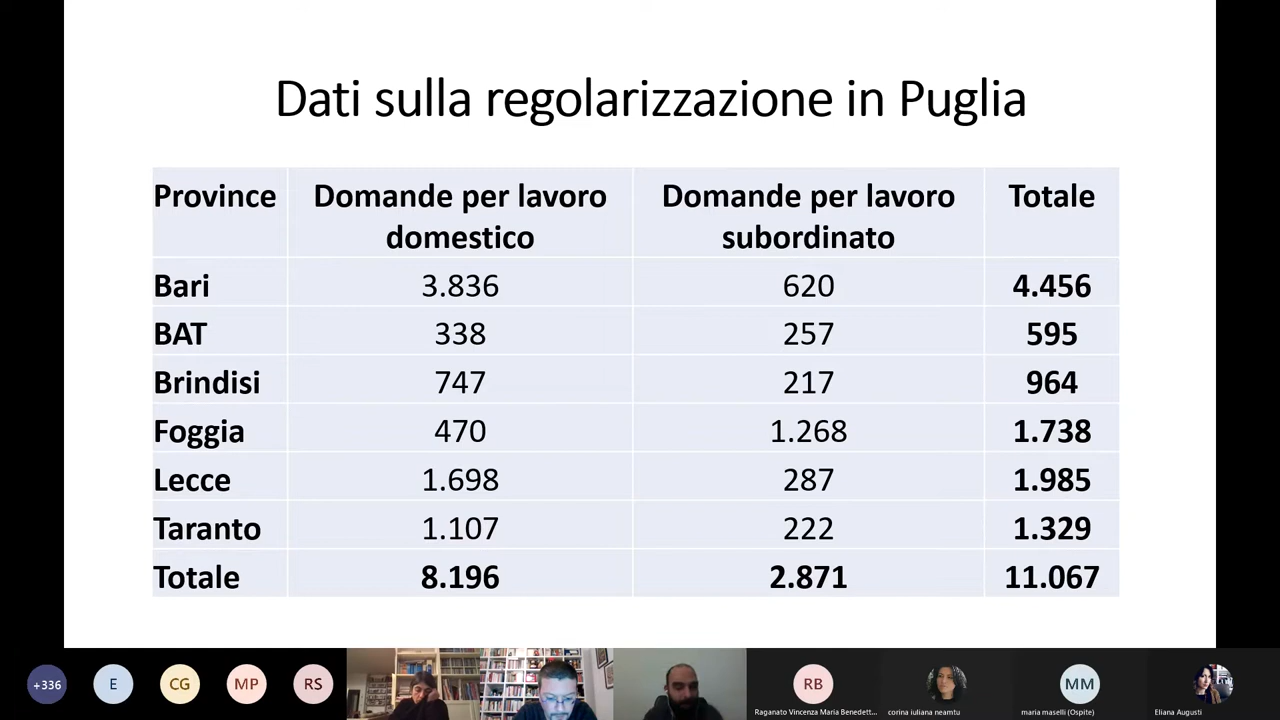 Dati sulla regolarizzazione in Puglia
Province Domande per lavoro domestico Domande per lavoro subordinato Totale
Bari 3.836 620 4.456
BAT 338 257 595
Brindisi 747 217 964
Foggia 470 1.268 1.738
Lecce 1.698 287 1.985
Taranto 1.107 222 1.329
Totale 8.196 2.871 11.067
+336 E CG MP RS RB MM
Raganato Vincenza Maria Benedett... corina iuliana neamtu maria maselli (Ospite) Eliana Augusti